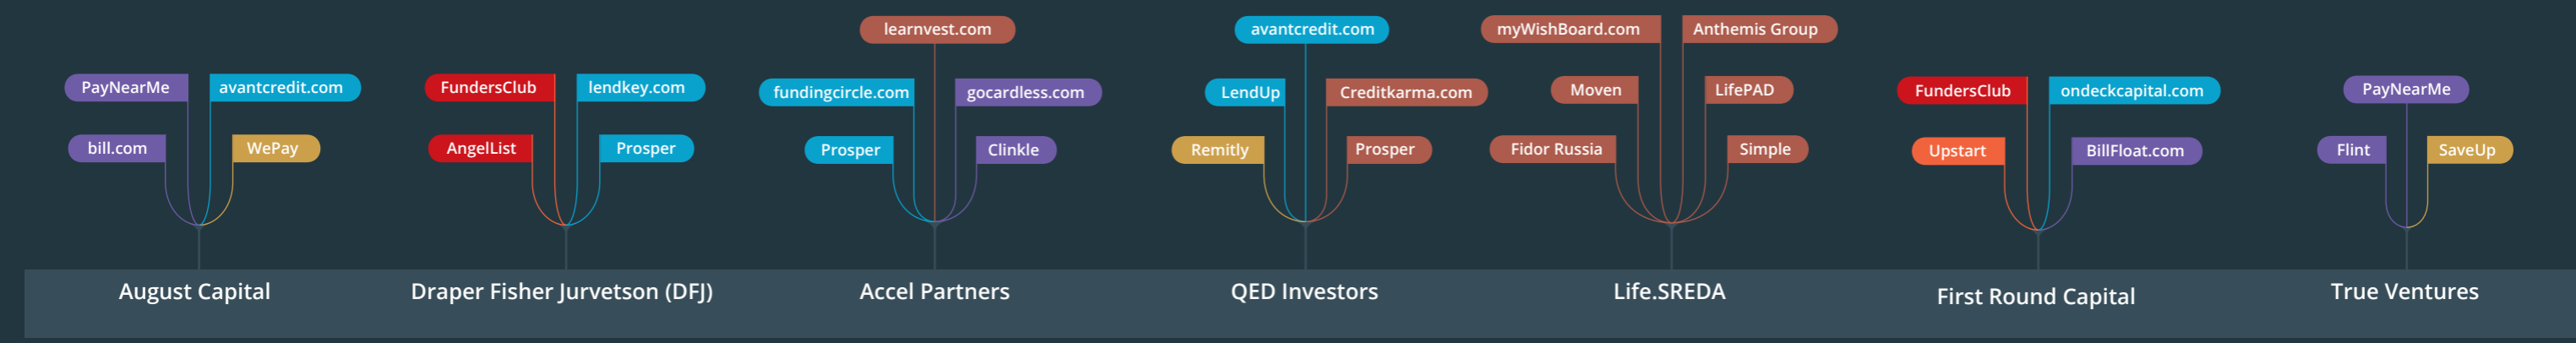 PayNearMe
avantcredit.com
bill.com
WePay
August Capital
FundersClub
lendkey.com
AngelList
Prosper
Draper Fisher Jurvetson (DFJ)
learnvest.com
fundingcircle.com
gocardless.com
Prosper
Clinkle
Accel Partners
avantcredit.com
LendUp
Creditkarma.com
Remitly
Prosper
QED Investors
myWishBoard.com
Anthemis Group
Moven
LifePAD
Fidor Russia
Simple
Life.SREDA
FundersClub
ondeckcapital.com
Upstart
BillFloat.com
First Round Capital
PayNearMe
Flint
SaveUp
True Ventures